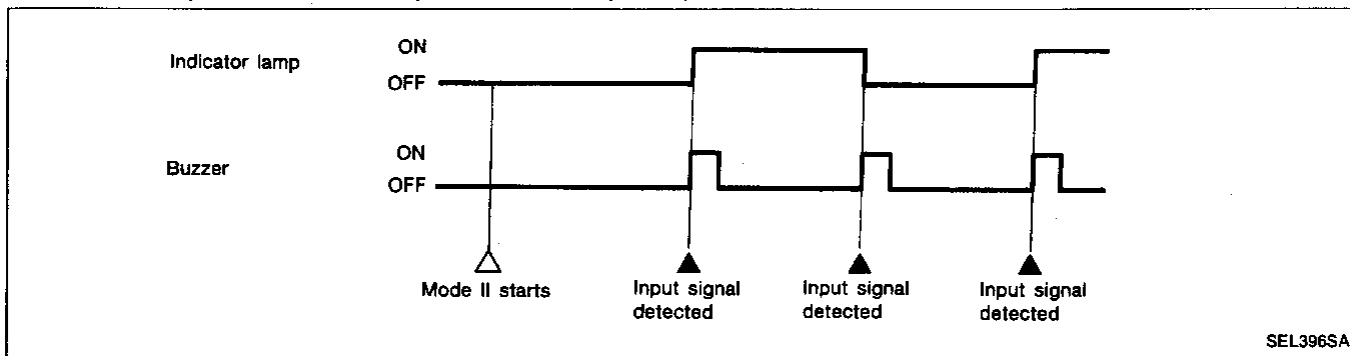 Indicator lamp
ON
OFF
Buzzer
ON
OFF
Mode II starts
Input signal
detected
Input signal
detected
Input signal
detected
SEL396SA